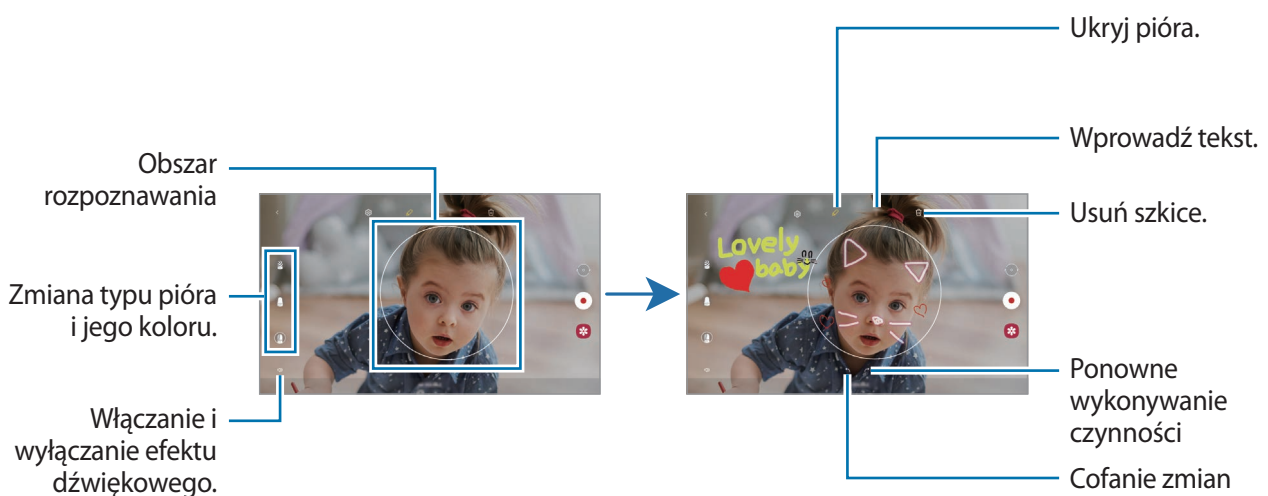 Obszar
rozpoznawania
Zmiana typu pióra
i jego koloru.
Włączanie i
wyłączanie efektu
dźwiękowego.
Lovely
baby
Ukryj pióra.
Wprowadź tekst.
Usuń szkice.
Ponowne
wykonywanie
czynności
Cofanie zmian